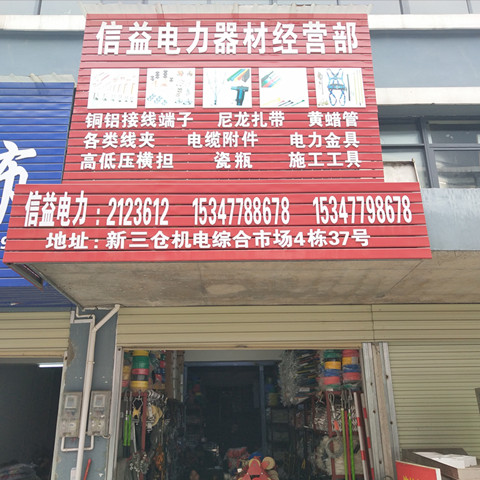 信益电力器材经营部
铜铝接线端子 尼龙扎带 黄蜡管
各类线夹 电缆附件 电力金具
高低压横担 瓷瓶 施工工具
信益电力：2123612 15347788678 15347798678
地址：新三仓机电综合市场4栋37号
市